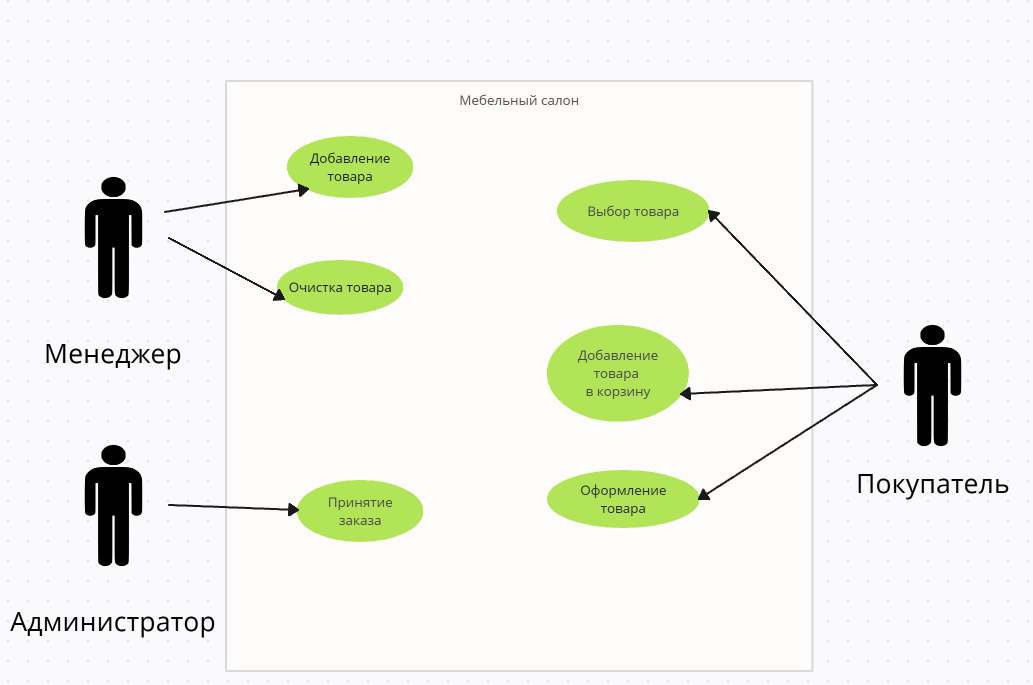 Мебельный салон
Добавление
товара
Выбор товара
Очистка товара
Менеджер
Добавление
товара
в корзину
Принятие
заказа
Оформление
товара
Покупатель
Администратор